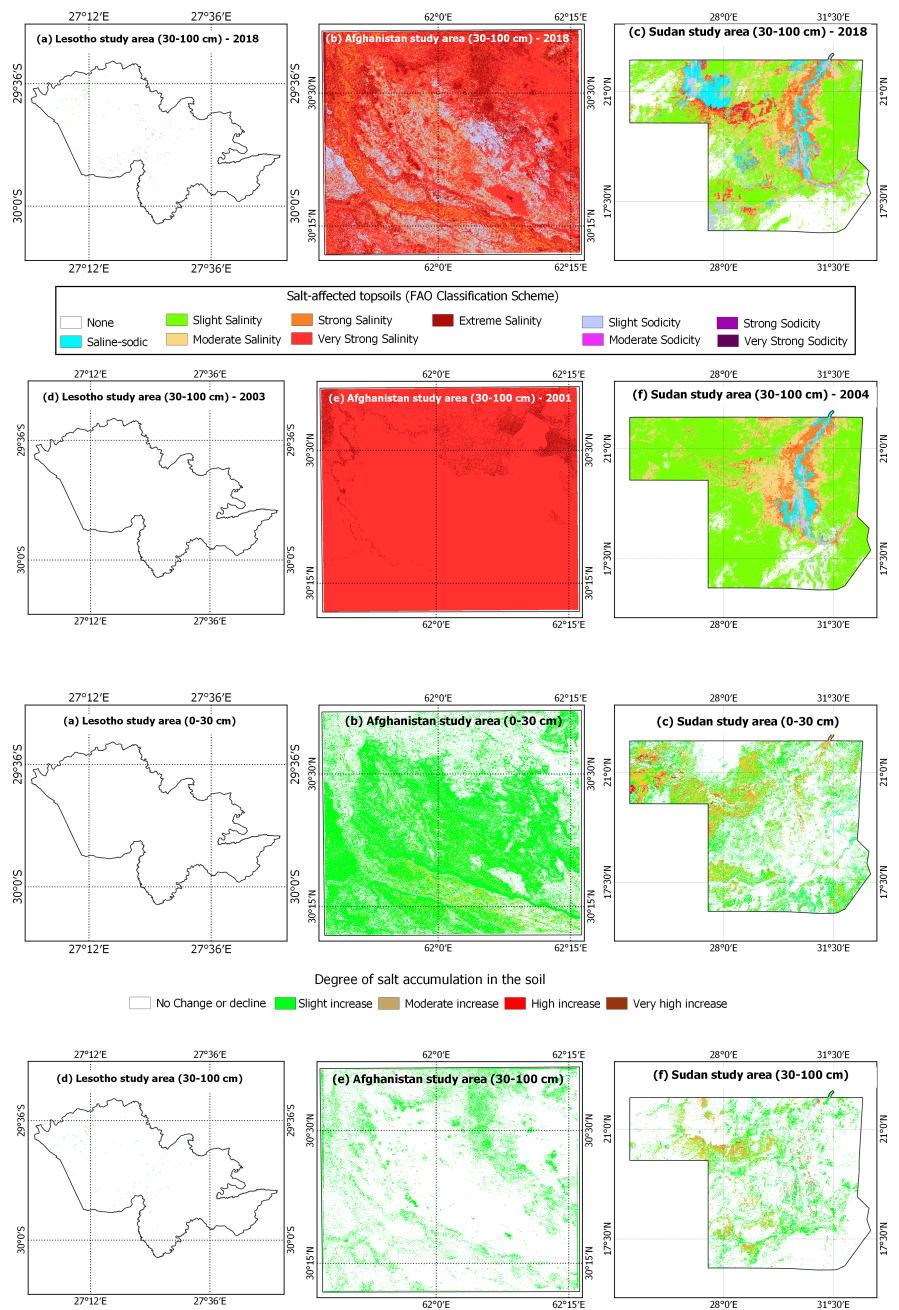 27°12'E 27°36'E 62°0'E 62°15'E
(a) Lesotho study area (30-100 cm) - 2018
29°36'S
30°0'S
27°12'E 27°36'E
(b) Afghanistan study area (30-100 cm) - 2018
30°30'N 30°30'N
30°15'N 30°15'N
62°0'E 62°15'E
28°0'E 31°30'E
(c) Sudan study area (30-100 cm) - 2018
21°0'N
17°30'N
28°0'E 31°30'E
Salt-affected topsoils (FAO Classification Scheme)
None Slight Salinity Strong Salinity Extreme Salinity Slight Sodicity Strong Sodicity
Saline-sodic Moderate Salinity Very Strong Salinity Moderate Sodicity Very Strong Sodicity
27°12'E 27°36'E 62°0'E 62°15'E 28°0'E 31°30'E
(d) Lesotho study area (30-100 cm) - 2003
29°36'S 29°36'S
30°0'S 30°0'S
(e) Afghanistan study area (30-100 cm) - 2001
30°30'N
30°15'N
62°0'E 62°15'E
(f) Sudan study area (30-100 cm) - 2004
21°0'N
17°30'N
28°0'E 31°30'E
27°12'E 27°36'E 62°0'E 62°15'E 28°0'E 31°30'E
(a) Lesotho study area (0-30 cm)
29°36'S
30°0'S
27°12'E 27°36'E
(b) Afghanistan study area (0-30 cm)
30°30'N 30°30'N
30°15'N 30°15'N
62°0'E 62°15'E
(c) Sudan study area (0-30 cm)
21°0'N
17°30'N
28°0'E 31°30'E
Degree of salt accumulation in the soil
No Change or decline Slight increase Moderate increase High increase Very high increase
27°12'E 27°36'E 62°0'E 62°15'E 28°0'E 31°30'E
(d) Lesotho study area (30-100 cm)
29°36'S
30°0'S
(e) Afghanistan study area (30-100 cm)
30°30'N
30°15'N
62°0'E 62°15'E
(f) Sudan study area (30-100 cm)
21°0'N
17°30'N
28°0'E 31°30'E